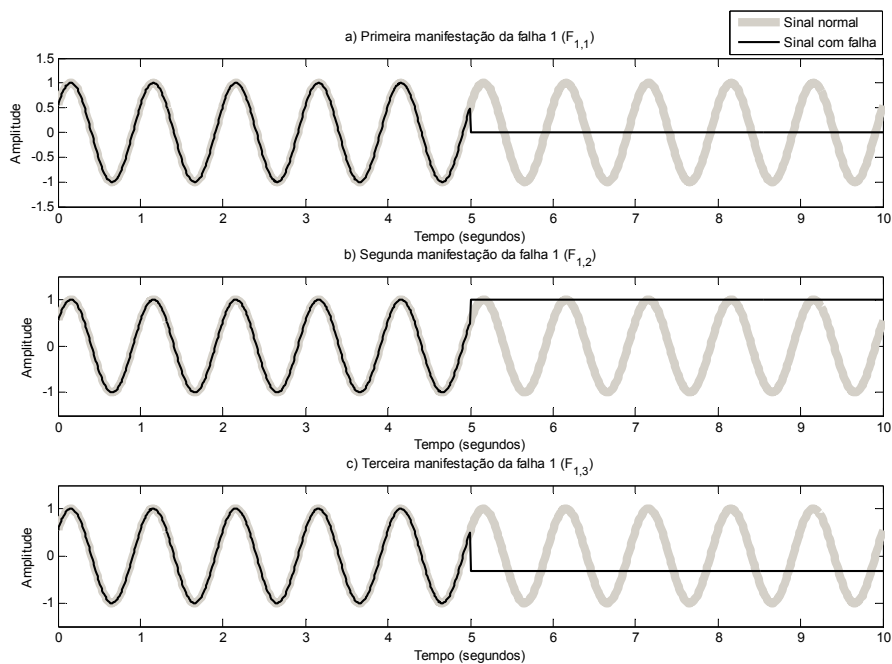 Sinal normal
Sinal com falha
a) Primeira manifestação da falha 1 (F1,1)
1.5
1
0.5
0
-0.5
-1
-1.5
Amplitude
0 1 2 3 4 5 6 7 8 9 10
Tempo (segundos)
b) Segunda manifestação da falha 1 (F1,2)
1
0
-1
Amplitude
0 1 2 3 4 5 6 7 8 9 10
Tempo (segundos)
c) Terceira manifestação da falha 1 (F1,3)
1
0
-1
Amplitude
0 1 2 3 4 5 6 7 8 9 10
Tempo (segundos)